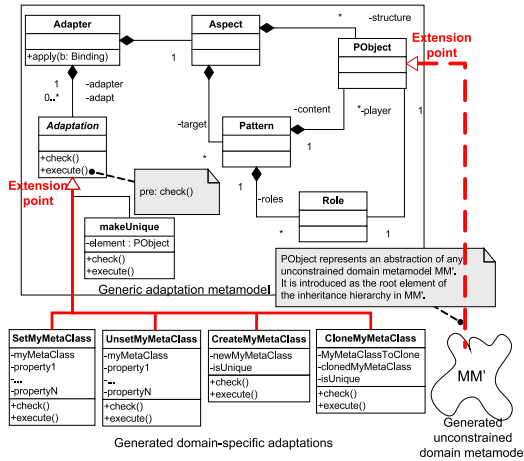 Adapter
+apply(b: Binding)
Aspect
*
-structure
1
PObject
Extension
point
1
0..*
-adapter
-adapt
Adaptation
+check()
+execute()
Extension
point
pre: check()
-target
*
Pattern
-content
1
*-player
1
1
-roles
*
Role
makeUnique
-element : PObject
+check()
+execute()
Generic adaptation metamodel
PObject represents an abstraction of any
unconstrained domain metamodel MM'.
It is introduced as the root element of
the inheritance hierarchy in MM'.
SetMyMetaClass
-myMetaClass
-property1
-...
-propertyN
+check()
+execute()
UnsetMyMetaClass
-myMetaClass
-property1
-...
-propertyN
+check()
+execute()
CreateMyMetaClass
-newMyMetaClass
-isUnique
+check()
+execute()
CloneMyMetaClass
-MyMetaClassToClone
-clonedMyMetaClass
-isUnique
+check()
+execute()
MM'
Generated
unconstrained
domain metamode
Generated domain-specific adaptations